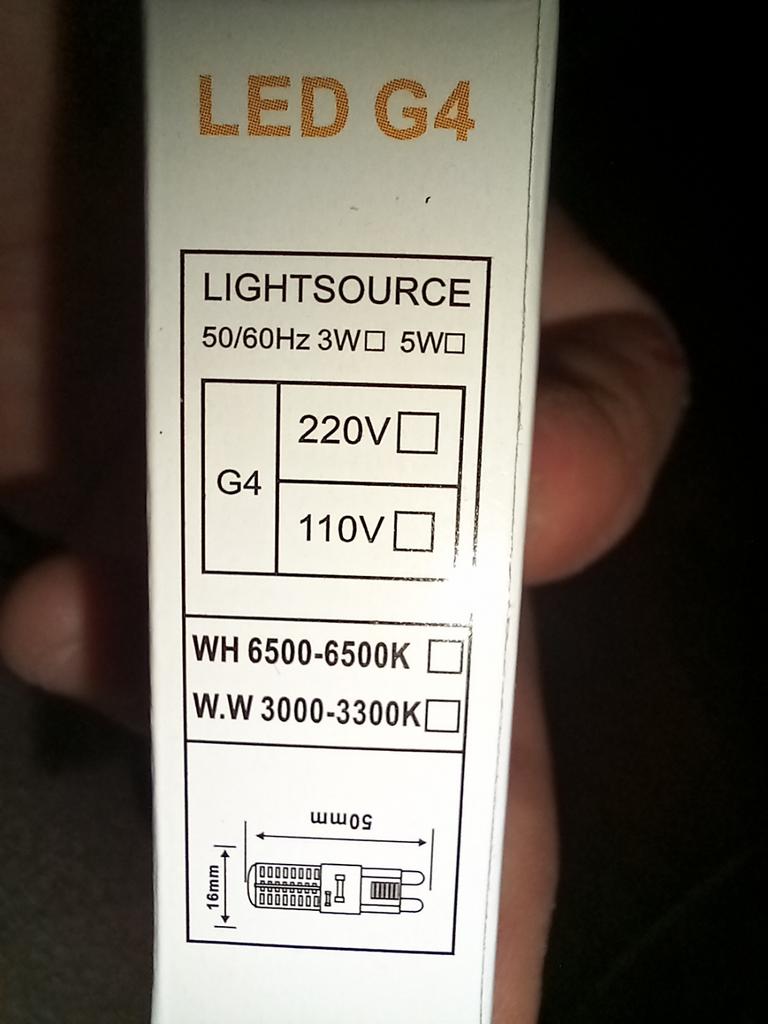 LED G4
LIGHTSOURCE
50/60Hz 3W☐ 5W☐
G4
220V☐
110V☐
WH 6500-6500K ☐
W.W 3000-3300K☐
50mm
16mm